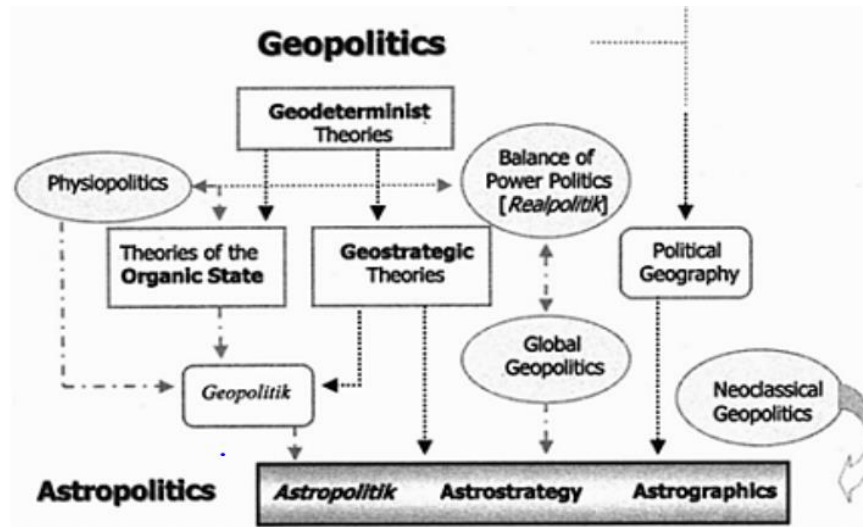 Geopolitics
Geodeterminist
Theories
Physiopolitics
Balance of
Power Politics
[Realpolitik]
Theories of the
Organic State
Geostrategic
Theories
Political
Geography
Global
Geopolitics
Geopolitik
Neoclassical
Geopolitics
Astropolitics
Astropolitik Astrostrategy Astrographics